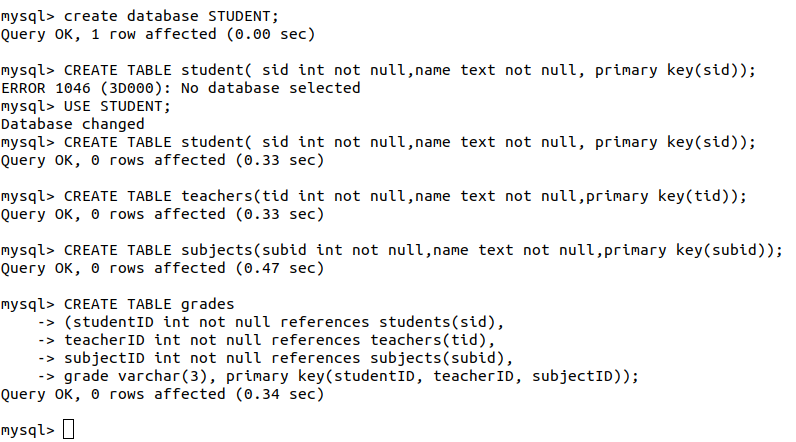 mysql> create database STUDENT;
Query OK, 1 row affected (0.00 sec)
mysql> CREATE TABLE student( sid int not null,name text not null, primary key(sid));
ERROR 1046 (3D000): No database selected
mysql> USE STUDENT;
Database changed
mysql> CREATE TABLE student( sid int not null,name text not null, primary key(sid));
Query OK, 0 rows affected (0.33 sec)
mysql> CREATE TABLE teachers(tid int not null,name text not null,primary key(tid));
Query OK, 0 rows affected (0.33 sec)
mysql> CREATE TABLE subjects(subid int not null,name text not null,primary key(subid));
Query OK, 0 rows affected (0.47 sec)
mysql> CREATE TABLE grades
    -> (studentID int not null references students(sid),
    -> teacherID int not null references teachers(tid),
    -> subjectID int not null references subjects(subid),
    -> grade varchar(3), primary key(studentID, teacherID, subjectID));
Query OK, 0 rows affected (0.34 sec)
mysql>